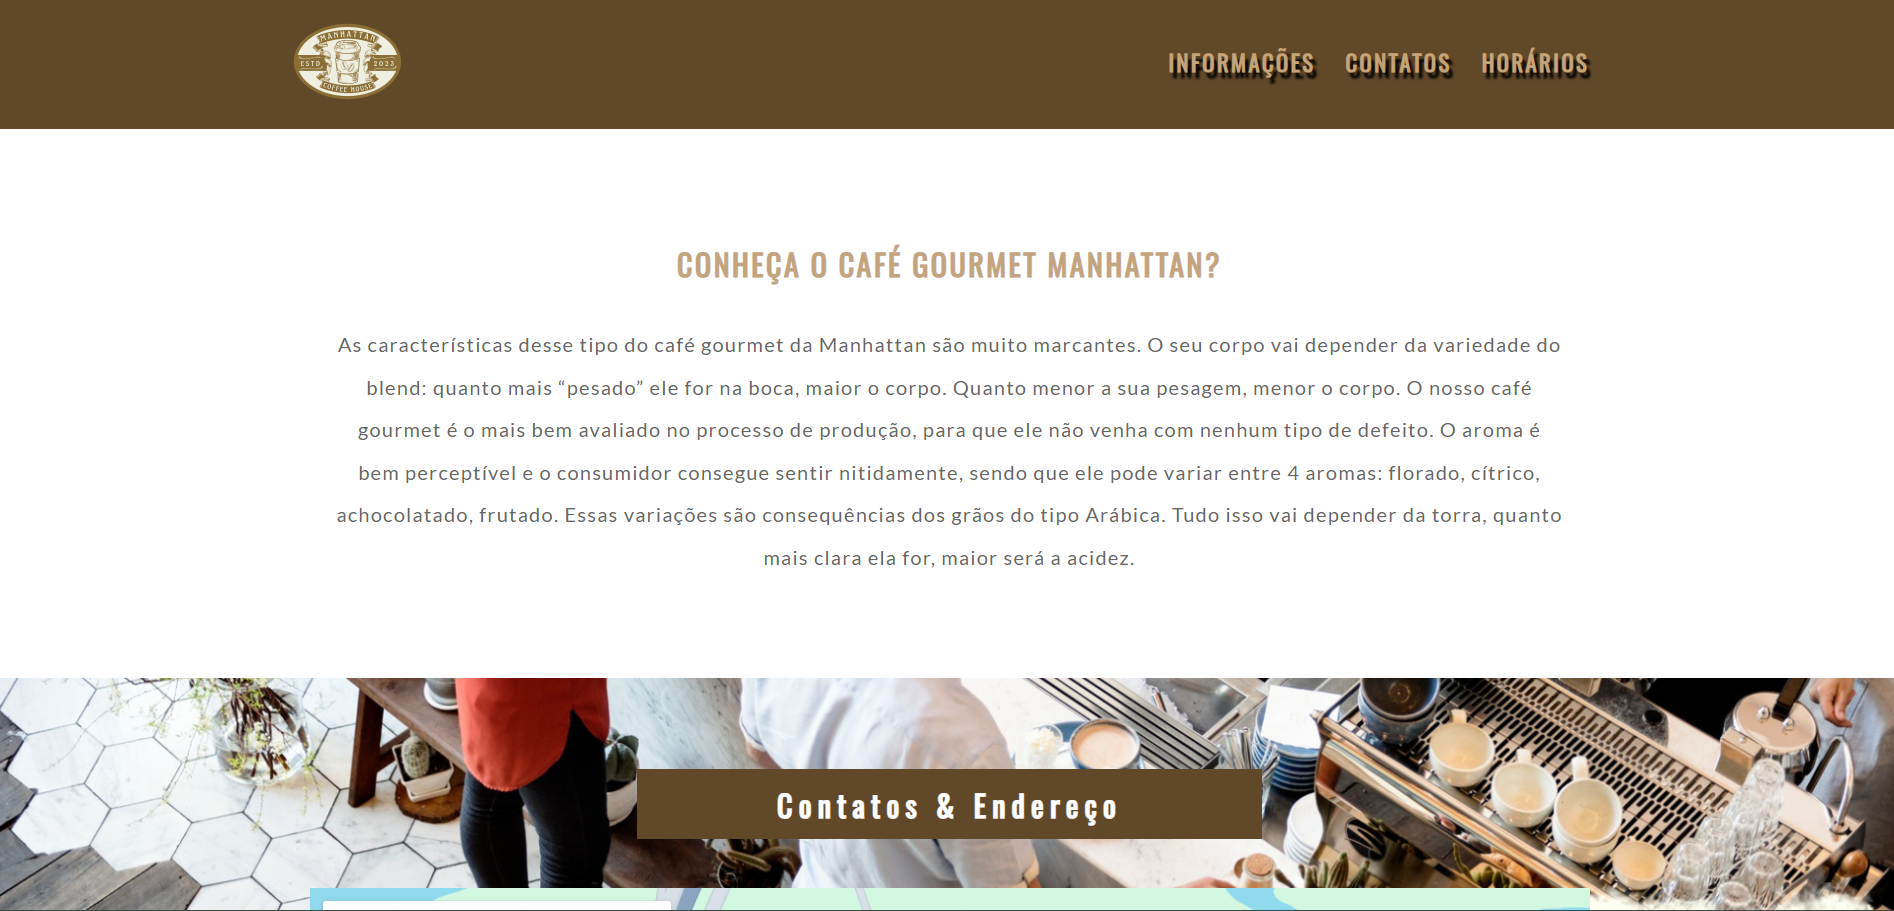 MANHATTAN
ESTD 2023
COFFEE HOUSE
INFORMAÇÕES CONTATOS HORÁRIOS
CONHEÇA O CAFÉ GOURMET MANHATTAN?
As características desse tipo do café gourmet da Manhattan são muito marcantes. O seu corpo vai depender da variedade do
blend: quanto mais “pesado” ele for na boca, maior o corpo. Quanto menor a sua pesagem, menor o corpo. O nosso café
gourmet é o mais bem avaliado no processo de produção, para que ele não venha com nenhum tipo de defeito. O aroma é
bem perceptível e o consumidor consegue sentir nitidamente, sendo que ele pode variar entre 4 aromas: florado, cítrico,
achocolatado, frutado. Essas variações são consequências dos grãos do tipo Arábica. Tudo isso vai depender da torra, quanto
mais clara ela for, maior será a acidez.
Contatos & Endereço